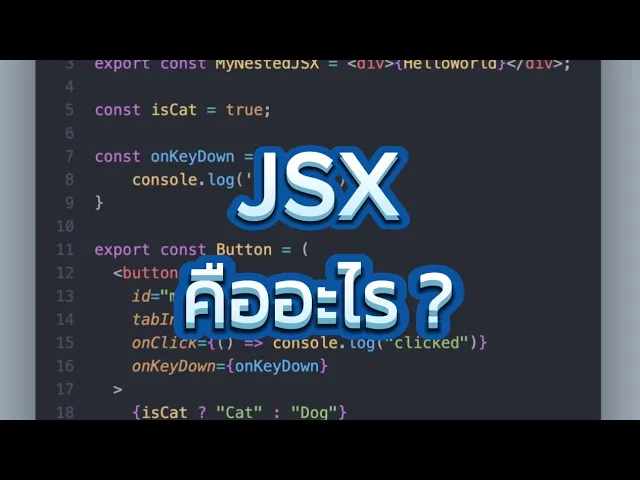 3 export const MyNestedJSX = <div>{HelloWorld}</div>;
4
5 const isCat = true;
6
7 const onKeyDown =
8 console.log('
9 }
10
11 export const Button = (
12 <button
13 id="m
14 tabIn
15 onClick={() => console.log("clicked")}
16 onKeyDown={onKeyDown}
17 >
18 {isCat ? "Cat" : "Dog"}
JSX
คืออะไร ?